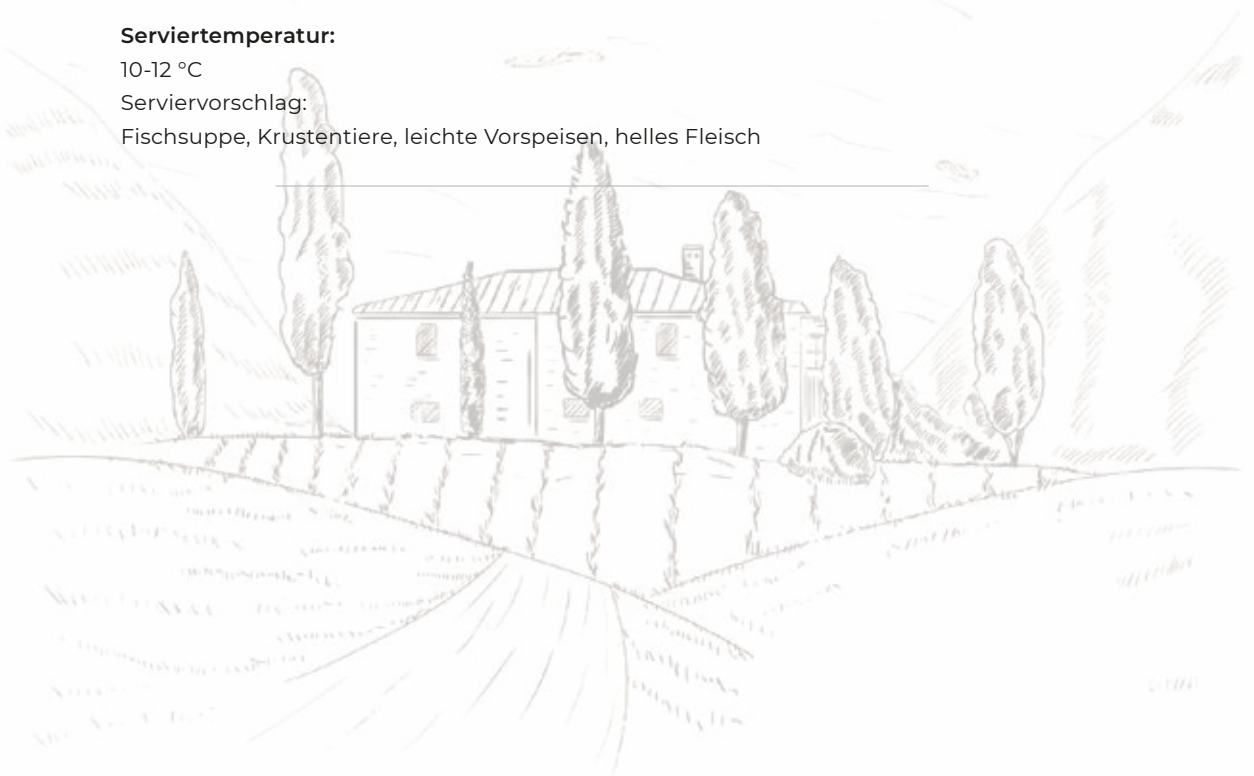 Serviertemperatur:
10-12 °C
Serviervorschlag:
Fischsuppe, Krustentiere, leichte Vorspeisen, helles Fleisch